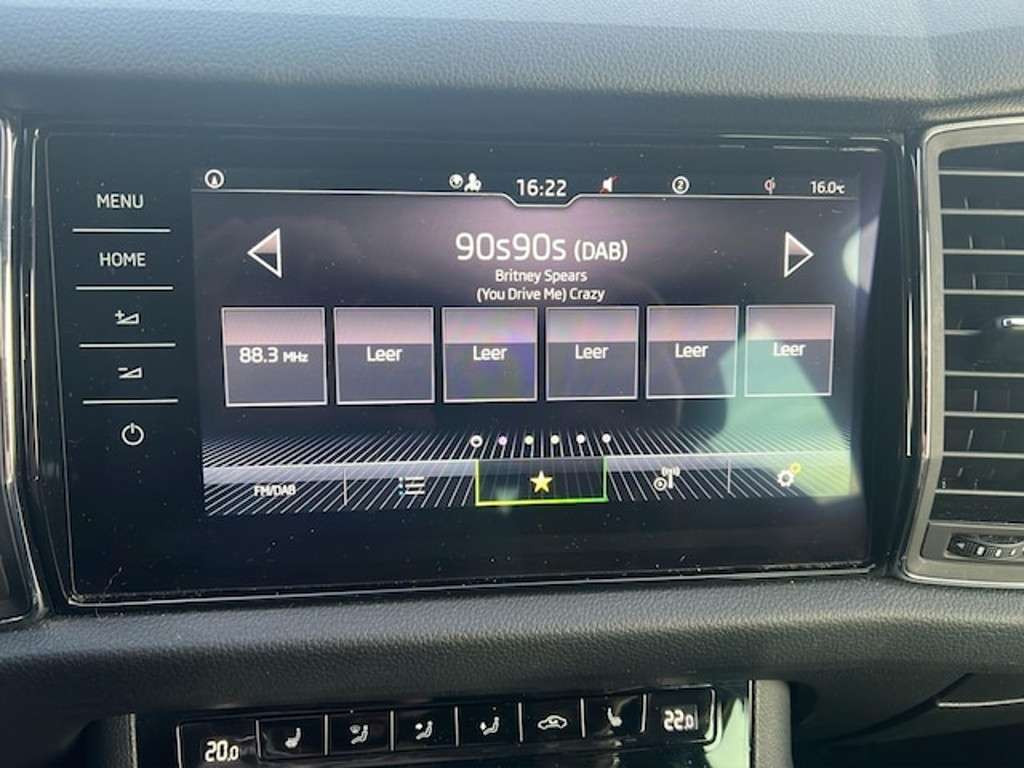 MENU
HOME
16:22
2
16.0°C
90s90s (DAB)
Britney Spears
(You Drive Me) Crazy
88.3 MHz
Leer
Leer
Leer
Leer
Leer
FM/DAB
20.0
22.0